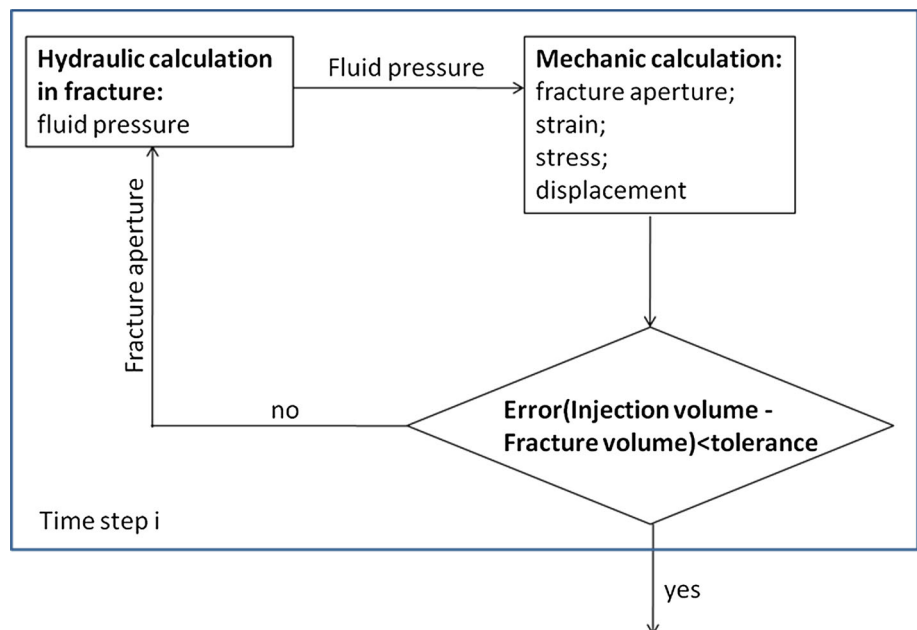 Hydraulic calculation
in fracture:
fluid pressure
Fluid pressure
Mechanic calculation:
fracture aperture;
strain;
stress;
displacement
Fracture aperture
no
Error(Injection volume -
Fracture volume)<tolerance
Time step i
yes